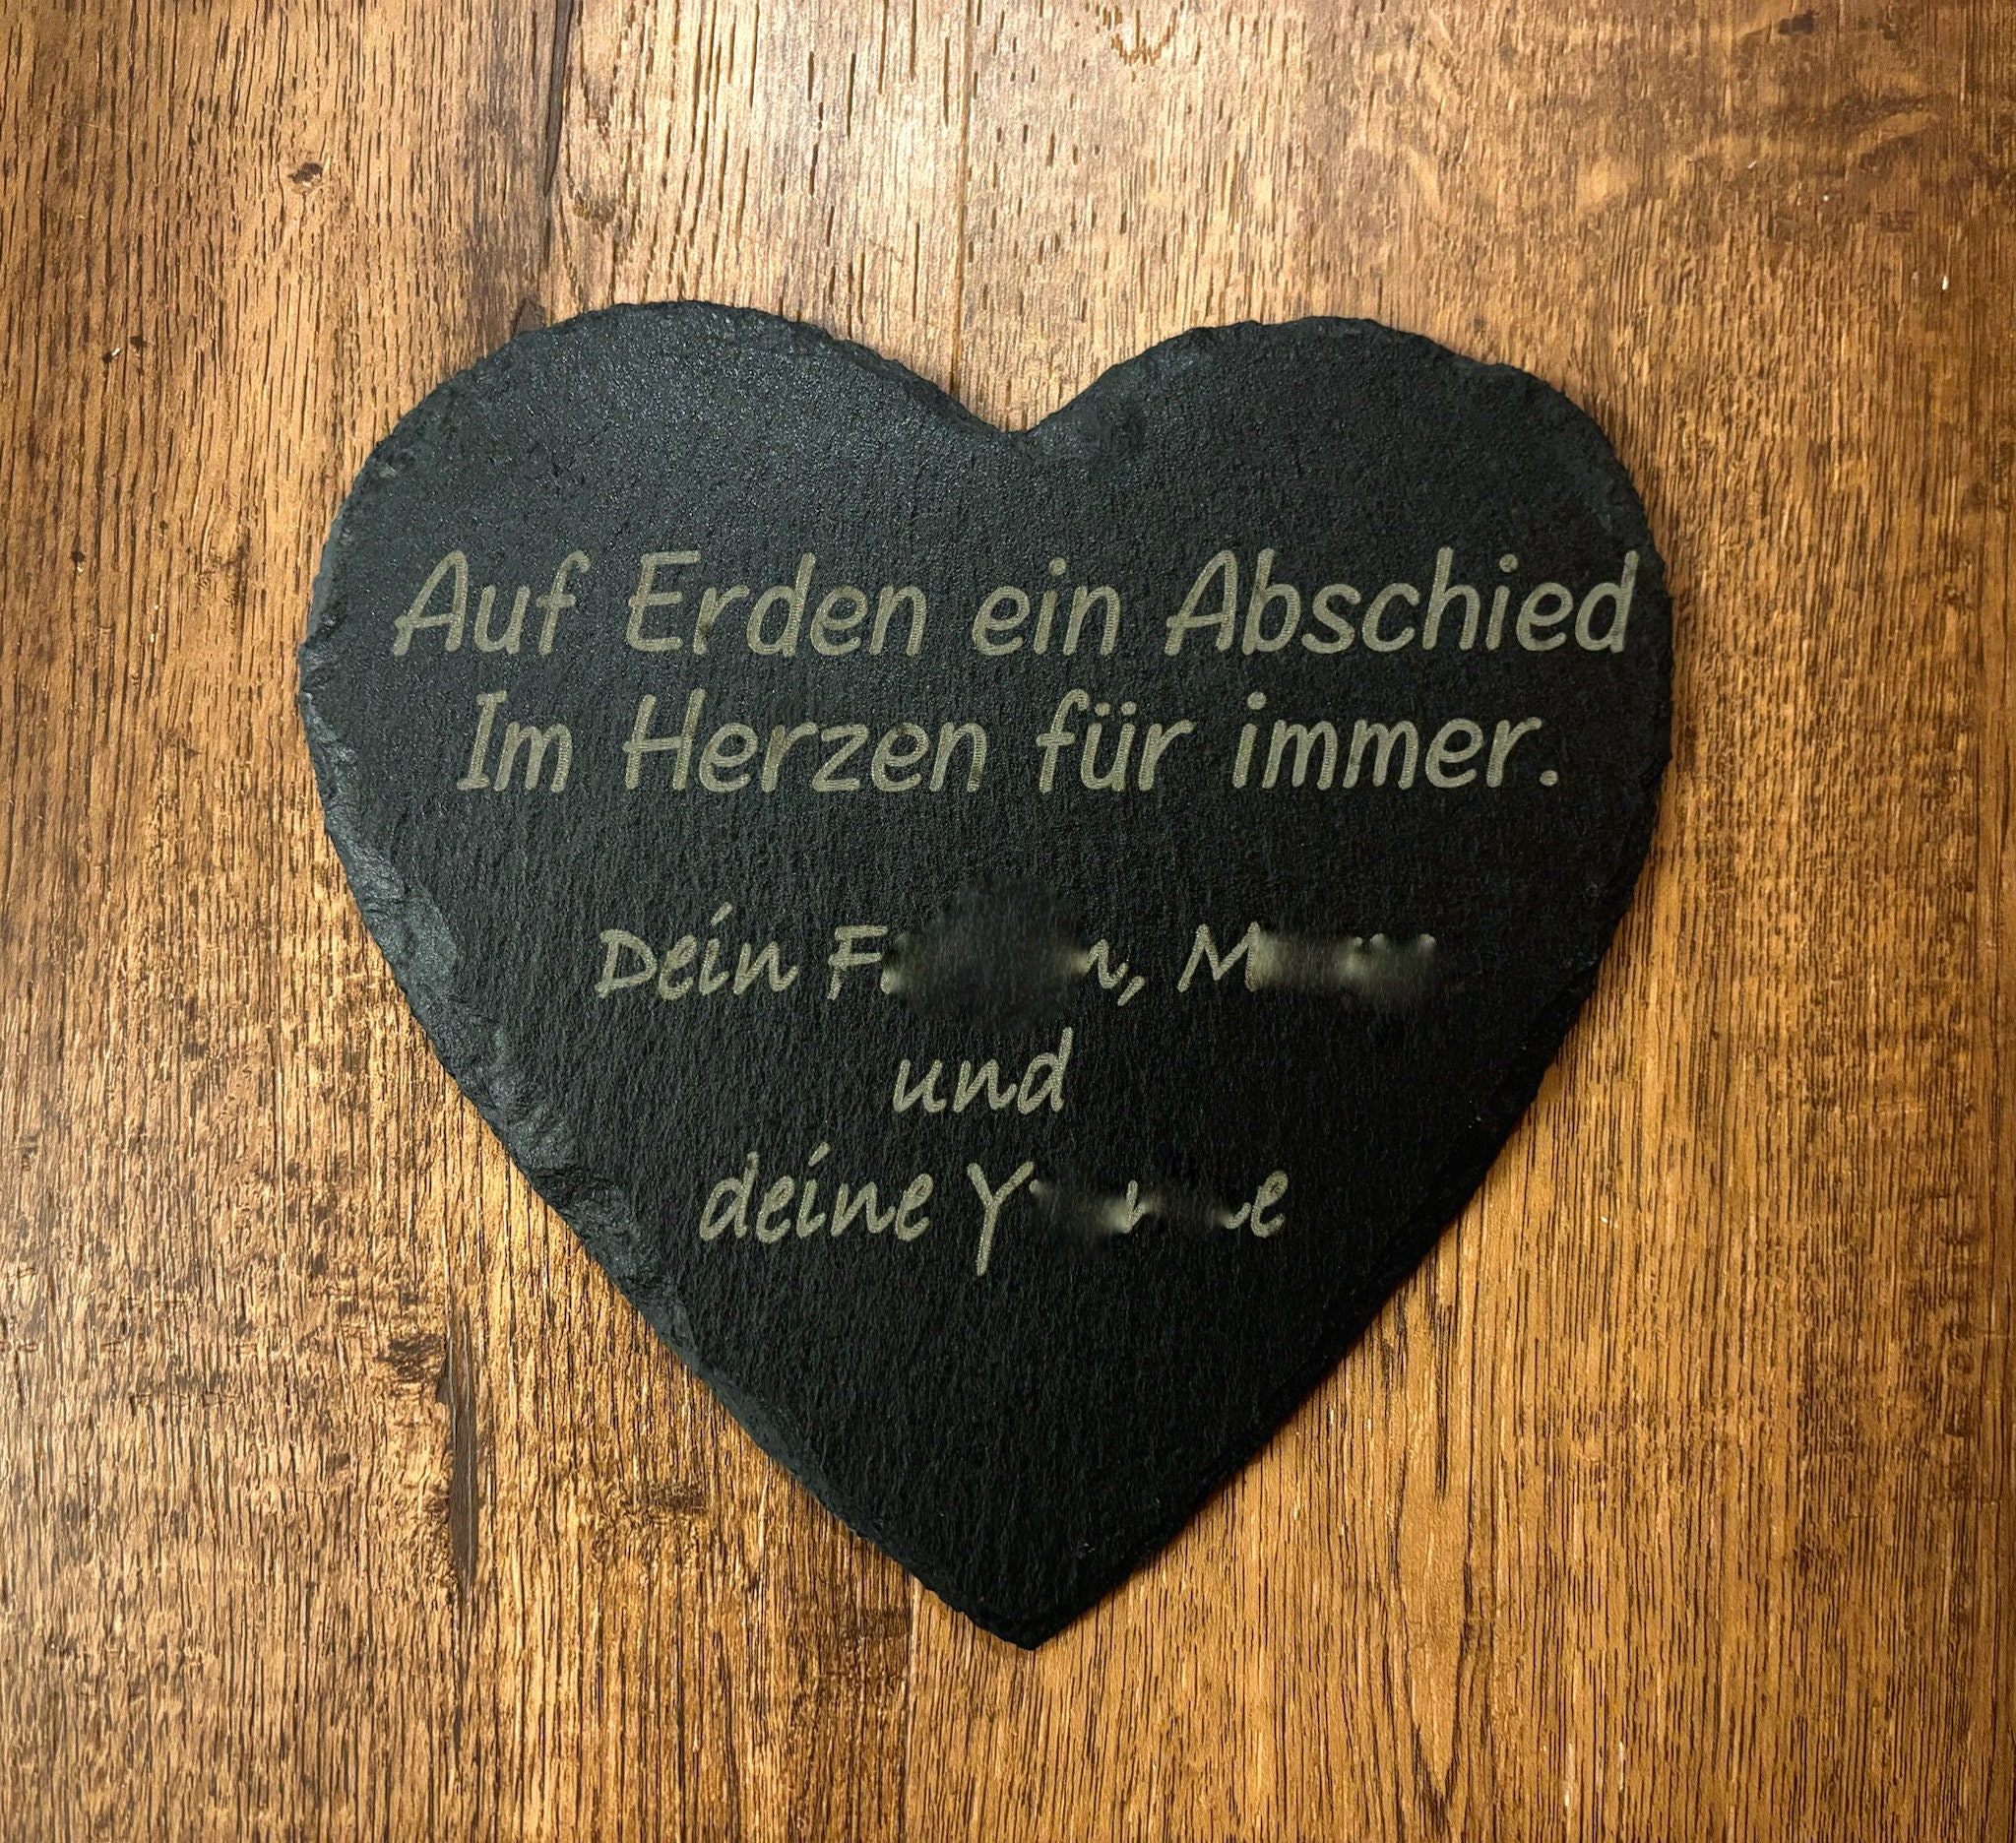 Auf Erden ein Abschied
Im Herzen für immer.
Dein
und
deine